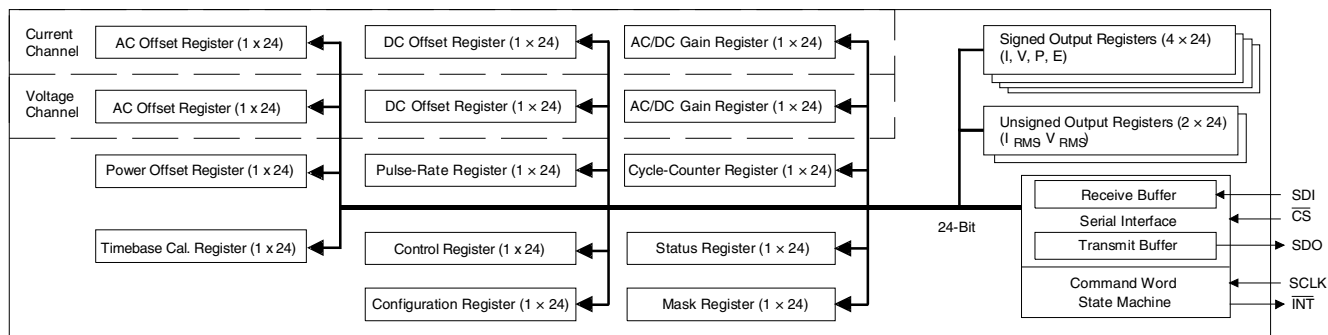 Current
Channel
AC Offset Register (1 x 24)
DC Offset Register (1 × 24)
AC/DC Gain Register (1 × 24)
Signed Output Registers (4 × 24)
(I, V, P, E)
Voltage
Channel
AC Offset Register (1 x 24)
DC Offset Register (1 × 24)
AC/DC Gain Register (1 × 24)
Unsigned Output Registers (2 × 24)
(I RMS, V RMS)
Power Offset Register (1 x 24)
Pulse-Rate Register (1 × 24)
Cycle-Counter Register (1 × 24)
Receive Buffer
SDI
24-Bit
Serial Interface
CS
Timebase Cal. Register (1 x 24)
Control Register (1 × 24)
Status Register (1 × 24)
Transmit Buffer
SDO
Configuration Register (1 × 24)
Mask Register (1 × 24)
Command Word
State Machine
SCLK
INT